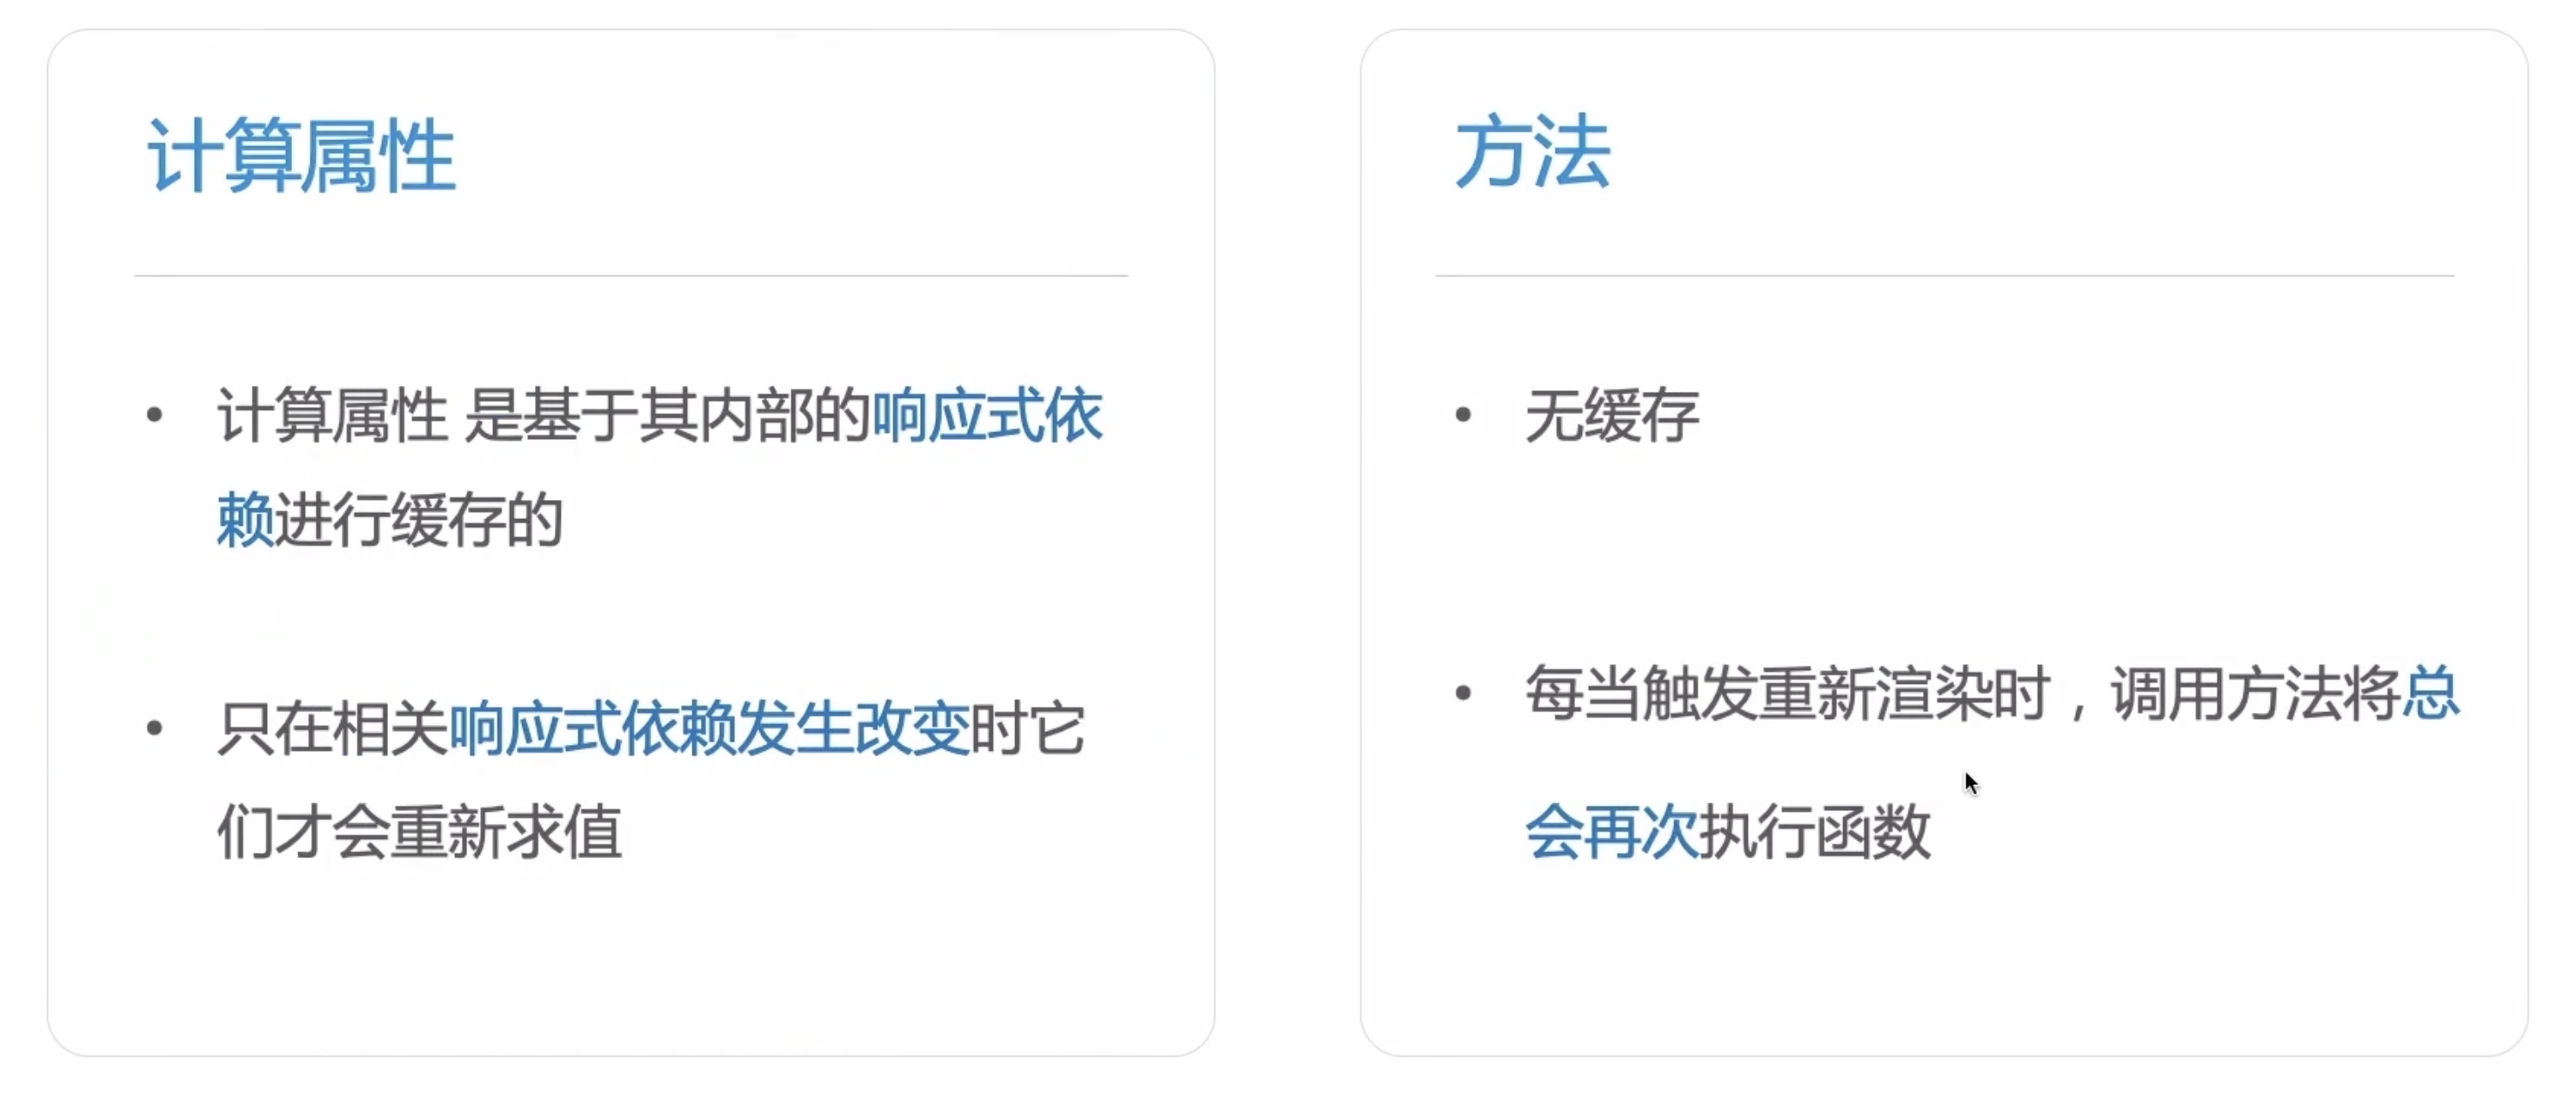 计算属性
• 计算属性 是基于其内部的响应式依
赖进行缓存的
• 只在相关响应式依赖发生改变时它
们才会重新求值
方法
• 无缓存
• 每当触发重新渲染时，调用方法将总
会再次执行函数